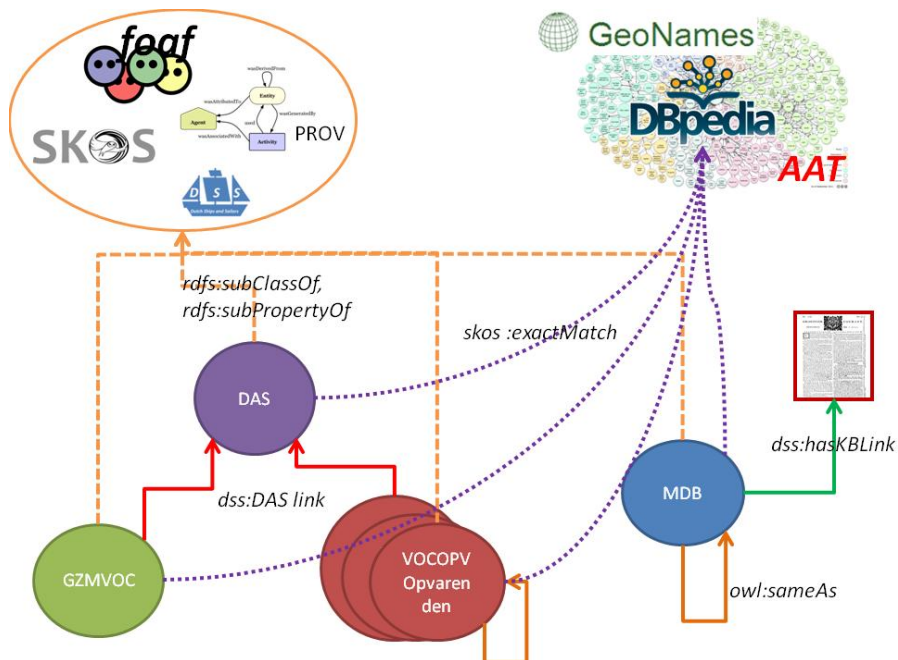 foaf
GeoNames
wasDerivedFrom
wasAttributedTo
Entity
used
wasGeneratedBy
Agent
wasAssociatedWith
Activity
PROV
SKOS
DBpedia
AAT
D S S
Dutch Ships and Sailors
rdfs:subClassOf,
rdfs:subPropertyOf
skos :exactMatch
DAS
dss:hasKBLink
dss:DAS link
MDB
GZMVOC
VOCOPV
Opvaren
den
owl:sameAs